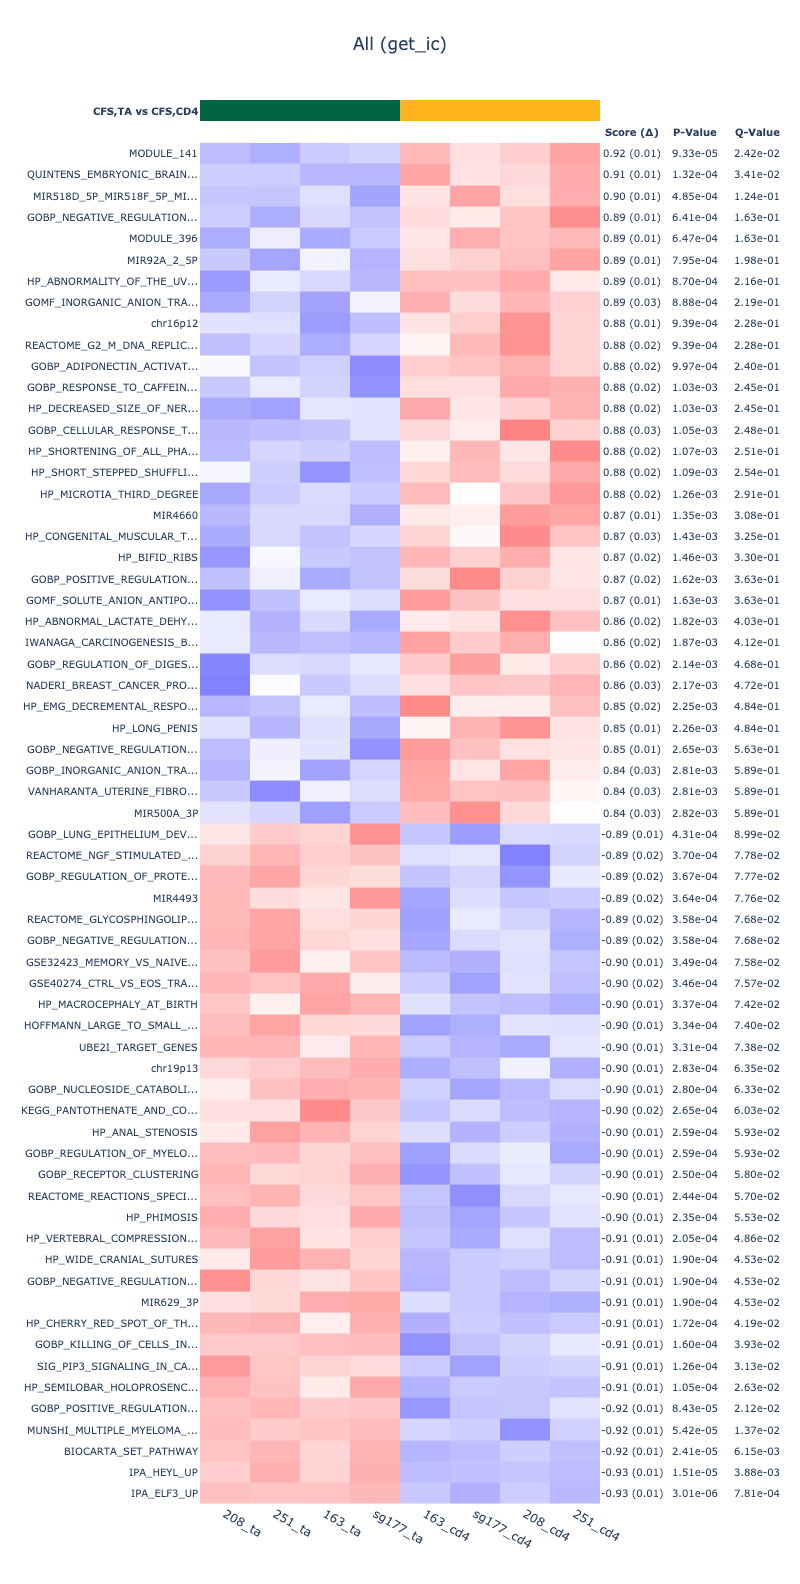 All (get_ic)
CFS,TA vs CFS,CD4
Score (Δ) P-Value Q-Value
MODULE_141 0.92 (0.01) 9.33e-05 2.42e-02
QUINTENS_EMBRYONIC_BRAIN... 0.91 (0.01) 1.32e-04 3.41e-02
MIR518D_5P_MIR518F_5P_MI... 0.90 (0.01) 4.85e-04 1.24e-01
GOBP_NEGATIVE_REGULATION... 0.89 (0.01) 6.41e-04 1.63e-01
MODULE_396 0.89 (0.01) 6.47e-04 1.63e-01
MIR92A_2_5P 0.89 (0.01) 7.95e-04 1.98e-01
HP_ABNORMALITY_OF_THE_UV... 0.89 (0.01) 8.70e-04 2.16e-01
GOMF_INORGANIC_ANION_TRA... 0.89 (0.03) 8.88e-04 2.19e-01
chr16p12 0.88 (0.01) 9.39e-04 2.28e-01
REACTOME_G2_M_DNA_REPLIC... 0.88 (0.01) 9.39e-04 2.28e-01
GOBP_ADIPONECTIN_ACTIVAT... 0.88 (0.02) 9.97e-04 2.40e-01
GOBP_RESPONSE_TO_CAFFEIN... 0.88 (0.02) 1.03e-03 2.45e-01
HP_DECREASED_SIZE_OF_NER... 0.88 (0.02) 1.03e-03 2.45e-01
GOBP_CELLULAR_RESPONSE_T... 0.88 (0.03) 1.05e-03 2.48e-01
HP_SHORTENING_OF_ALL_PHA... 0.88 (0.02) 1.07e-03 2.51e-01
HP_SHORT_STEPPED_SHUFFLI... 0.88 (0.02) 1.09e-03 2.54e-01
HP_MICROTIA_THIRD_DEGREE 0.88 (0.02) 1.26e-03 2.91e-01
MIR4660 0.87 (0.01) 1.35e-03 3.08e-01
HP_CONGENITAL_MUSCULAR_T... 0.87 (0.03) 1.43e-03 3.25e-01
HP_BIFID_RIBS 0.87 (0.02) 1.46e-03 3.30e-01
GOBP_POSITIVE_REGULATION... 0.87 (0.02) 1.62e-03 3.63e-01
GOMF_SOLUTE_ANION_ANTIPO... 0.87 (0.01) 1.63e-03 3.63e-01
HP_ABNORMAL_LACTATE_DEHY... 0.86 (0.02) 1.82e-03 4.03e-01
IWANAGA_CARCINOGENESIS_B... 0.86 (0.02) 1.87e-03 4.12e-01
GOBP_REGULATION_OF_DIGES... 0.86 (0.02) 2.14e-03 4.68e-01
NADERI_BREAST_CANCER_PRO... 0.86 (0.03) 2.17e-03 4.72e-01
HP_EMG_DECREMENTAL_RESPO... 0.85 (0.02) 2.25e-03 4.84e-01
HP_LONG_PENIS 0.85 (0.01) 2.26e-03 4.84e-01
GOBP_NEGATIVE_REGULATION... 0.85 (0.01) 2.65e-03 5.63e-01
GOBP_INORGANIC_ANION_TRA... 0.84 (0.03) 2.81e-03 5.89e-01
VANHARANTA_UTERINE_FIBRO... 0.84 (0.03) 2.81e-03 5.89e-01
MIR500A_3P 0.84 (0.03) 2.82e-03 5.89e-01
GOBP_LUNG_EPITHELIUM_DEV... -0.89 (0.01) 4.31e-04 8.99e-02
REACTOME_NGF_STIMULATED_... -0.89 (0.02) 3.70e-04 7.78e-02
GOBP_REGULATION_OF_PROTE... -0.89 (0.02) 3.67e-04 7.77e-02
MIR4493 -0.89 (0.02) 3.64e-04 7.76e-02
REACTOME_GLYCOSPHINGOLIP... -0.89 (0.02) 3.58e-04 7.68e-02
GOBP_NEGATIVE_REGULATION... -0.89 (0.02) 3.58e-04 7.68e-02
GSE32423_MEMORY_VS_NAIVE... -0.90 (0.01) 3.49e-04 7.58e-02
GSE40274_CTRL_VS_EOS_TRA... -0.90 (0.02) 3.46e-04 7.57e-02
HP_MACROCEPHALY_AT_BIRTH -0.90 (0.01) 3.37e-04 7.42e-02
HOFFMANN_LARGE_TO_SMALL_... -0.90 (0.01) 3.34e-04 7.40e-02
UBE2I_TARGET_GENES -0.90 (0.01) 3.31e-04 7.38e-02
chr19p13 -0.90 (0.01) 2.83e-04 6.35e-02
GOBP_NUCLEOSIDE_CATABOLI... -0.90 (0.01) 2.80e-04 6.33e-02
KEGG_PANTOTHENATE_AND_CO... -0.90 (0.02) 2.65e-04 6.03e-02
HP_ANAL_STENOSIS -0.90 (0.01) 2.59e-04 5.93e-02
GOBP_REGULATION_OF_MYELO... -0.90 (0.01) 2.59e-04 5.93e-02
GOBP_RECEPTOR_CLUSTERING -0.90 (0.01) 2.50e-04 5.80e-02
REACTOME_REACTIONS_SPECI... -0.90 (0.01) 2.44e-04 5.70e-02
HP_PHIMOSIS -0.90 (0.01) 2.35e-04 5.53e-02
HP_VERTEBRAL_COMPRESSION... -0.91 (0.01) 2.05e-04 4.86e-02
HP_WIDE_CRANIAL_SUTURES -0.91 (0.01) 1.90e-04 4.53e-02
GOBP_NEGATIVE_REGULATION... -0.91 (0.01) 1.90e-04 4.53e-02
MIR629_3P -0.91 (0.01) 1.90e-04 4.53e-02
HP_CHERRY_RED_SPOT_OF_TH... -0.91 (0.01) 1.72e-04 4.19e-02
GOBP_KILLING_OF_CELLS_IN... -0.91 (0.01) 1.60e-04 3.93e-02
SIG_PIP3_SIGNALING_IN_CA... -0.91 (0.01) 1.26e-04 3.13e-02
HP_SEMILOBAR_HOLOPROSENC... -0.91 (0.01) 1.05e-04 2.63e-02
GOBP_POSITIVE_REGULATION... -0.92 (0.01) 8.43e-05 2.12e-02
MUNSHI_MULTIPLE_MYELOMA_... -0.92 (0.01) 5.42e-05 1.37e-02
BIOCARTA_SET_PATHWAY -0.92 (0.01) 2.41e-05 6.15e-03
IPA_HEYL_UP -0.93 (0.01) 1.51e-05 3.88e-03
IPA_ELF3_UP -0.93 (0.01) 3.01e-06 7.81e-04
208_ta 251_ta 163_ta sg177_ta 163_cd4 sg177_cd4 208_cd4 251_cd4